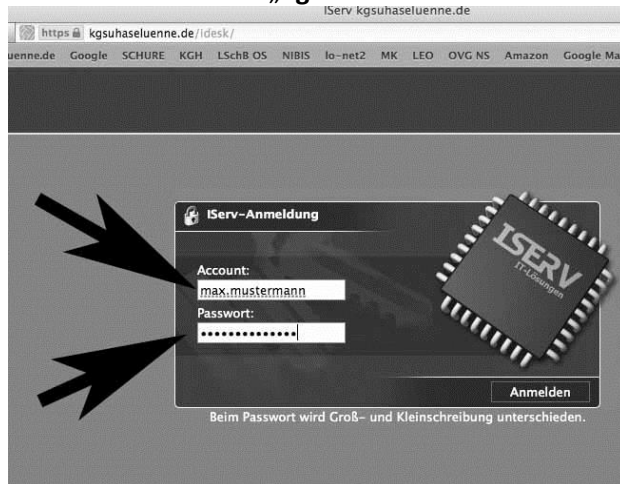 IServ kgsuhaseluenne.de
https kgsuhaseluenne.de/idesk/
uenne.de Google SCHURE KGH LSchB OS NIBIS lo-net2 MK LEO OVG NS Amazon Google Ma
IServ-Anmeldung
ISERV
IT-Lösungen
Account:
max.mustermann
Passwort:
••••••••••••••
Anmelden
Beim Passwort wird Groß- und Kleinschreibung unterschieden.